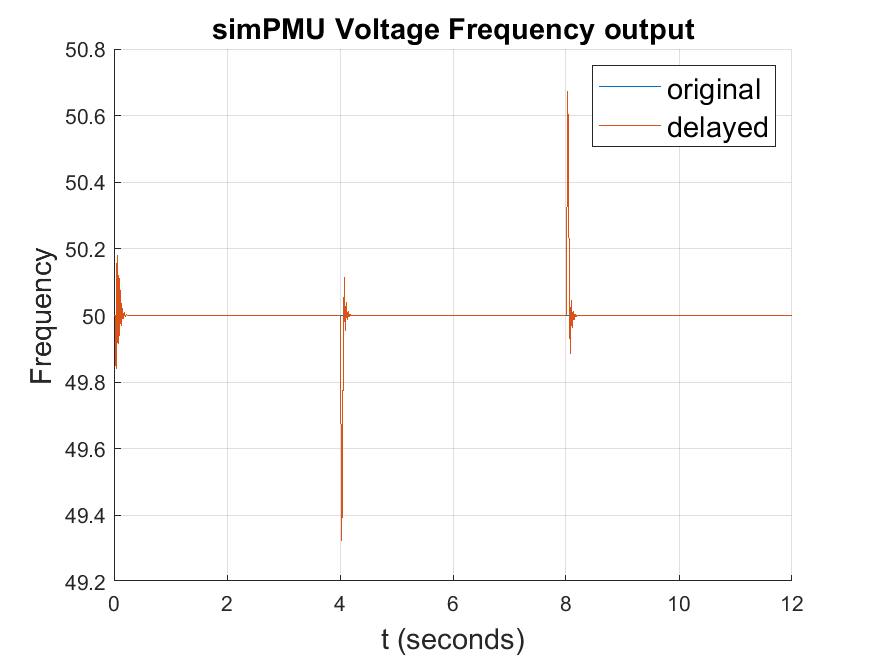 simPMU Voltage Frequency output
50.8
50.6
50.4
50.2
50
49.8
49.6
49.4
49.2
Frequency
original
delayed
0 2 4 6 8 10 12
t (seconds)